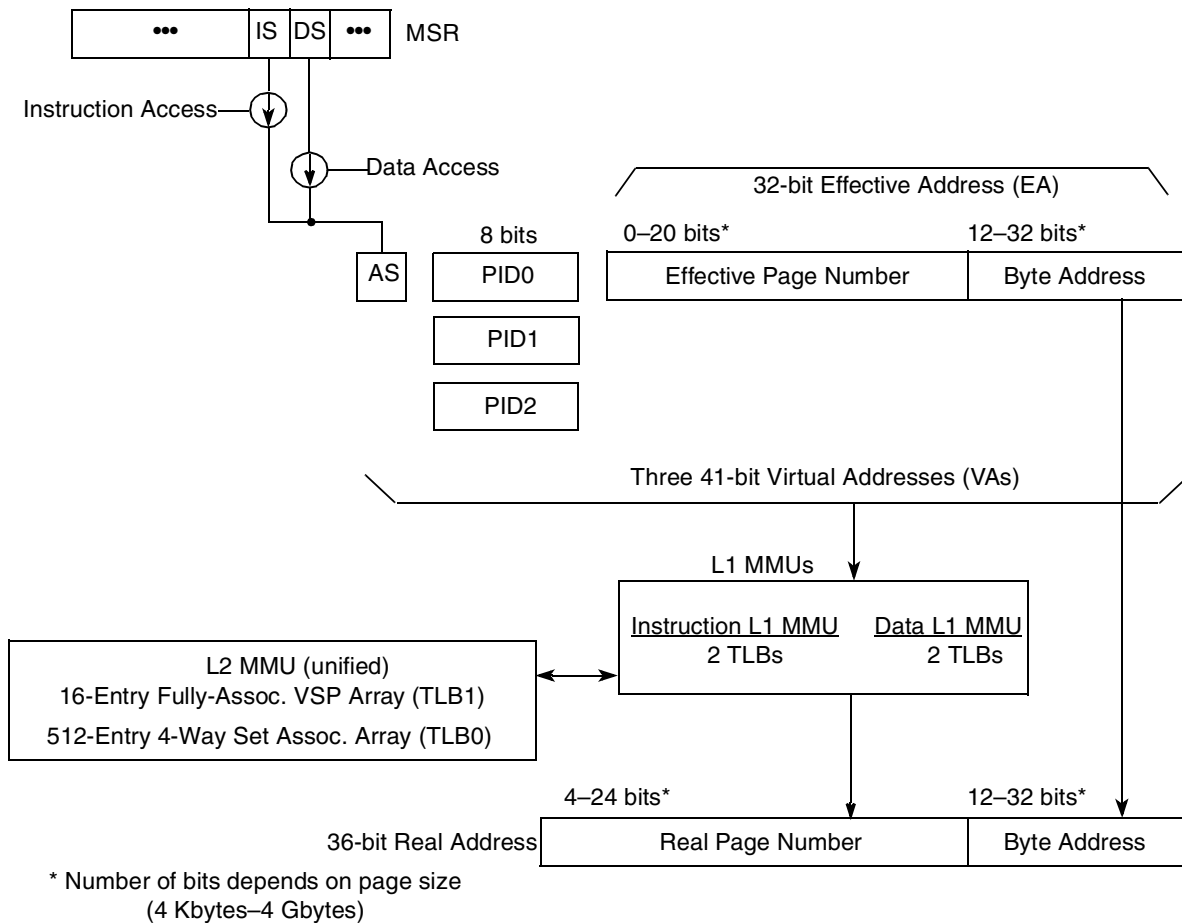 ••• IS DS ••• MSR
Instruction Access
Data Access
32-bit Effective Address (EA)
8 bits 0–20 bits* 12–32 bits*
AS PID0 Effective Page Number Byte Address
PID1
PID2
Three 41-bit Virtual Addresses (VAs)
L1 MMUs
Instruction L1 MMU Data L1 MMU
2 TLBs 2 TLBs
L2 MMU (unified)
16-Entry Fully-Assoc. VSP Array (TLB1)
512-Entry 4-Way Set Assoc. Array (TLB0)
4–24 bits* 12–32 bits*
36-bit Real Address Real Page Number Byte Address
* Number of bits depends on page size
(4 Kbytes–4 Gbytes)